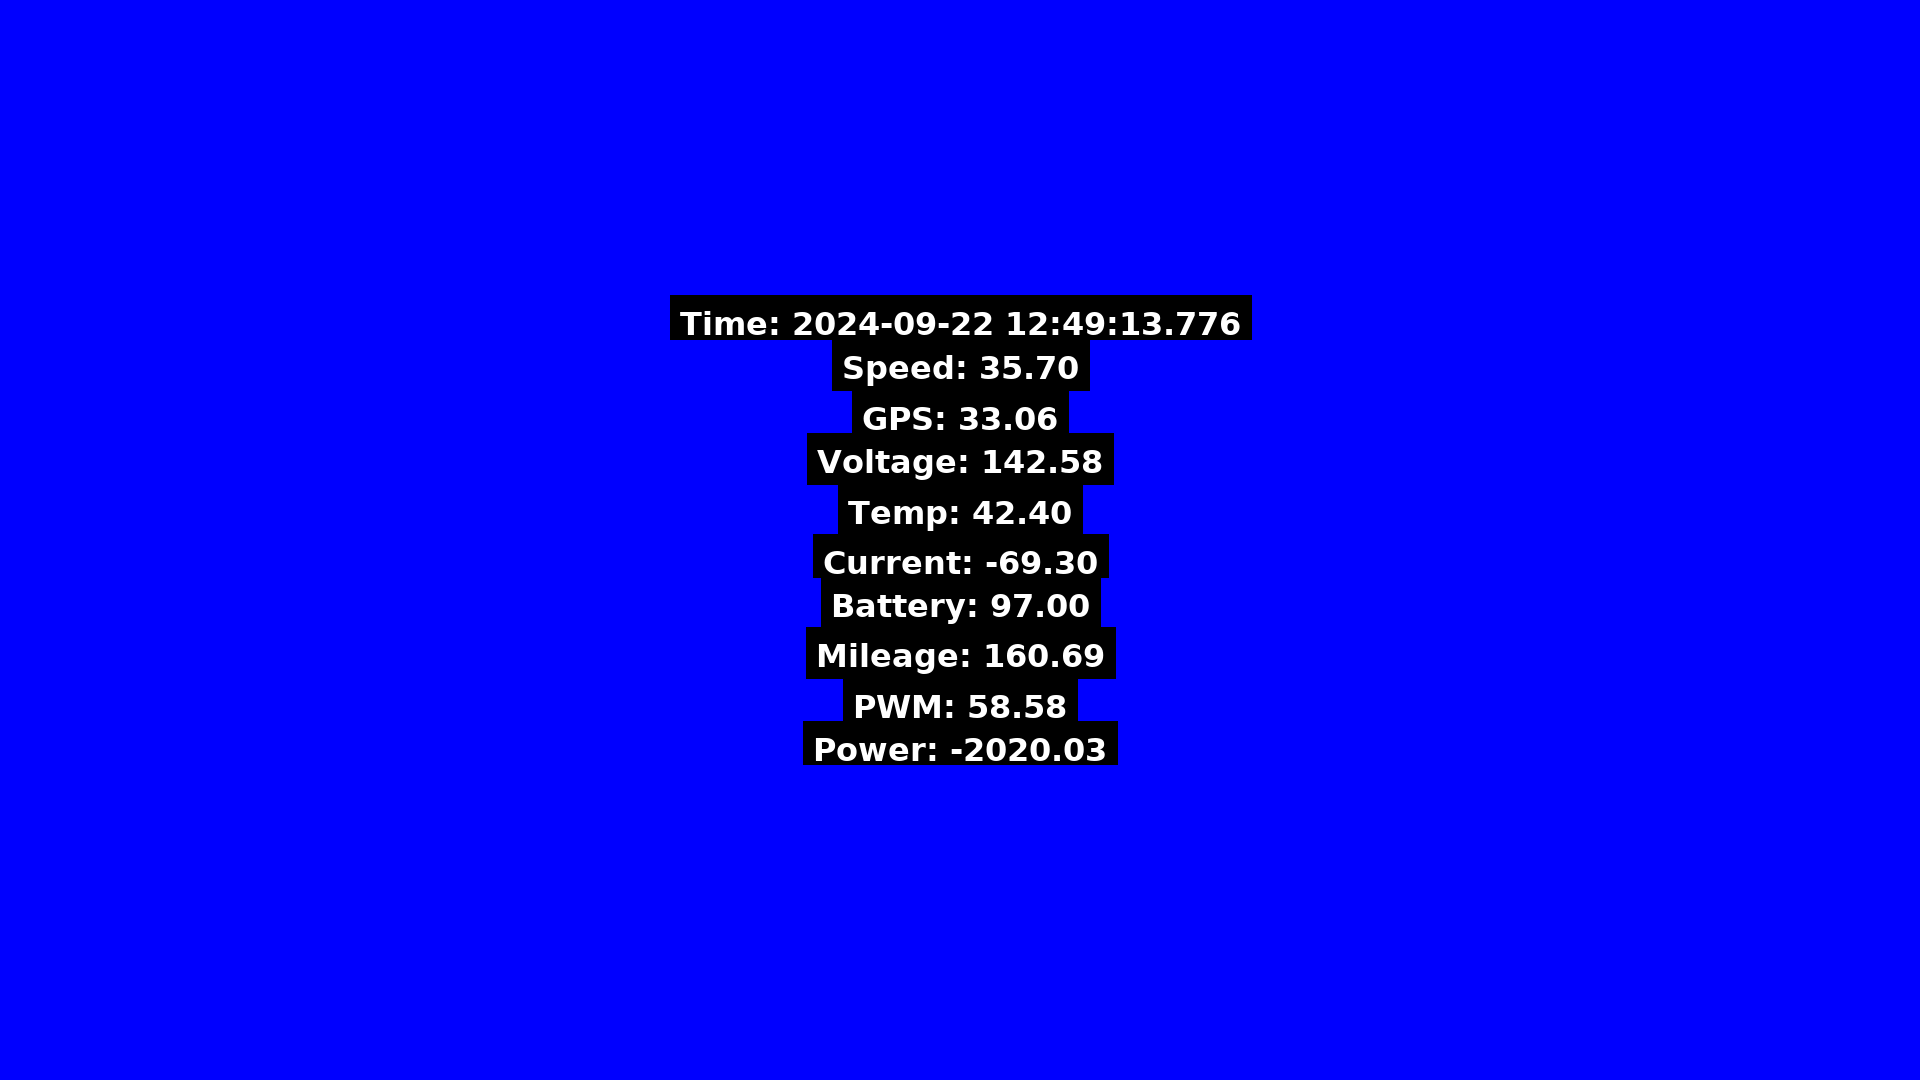 Time: 2024-09-22 12:49:13.776
Speed: 35.70
GPS: 33.06
Voltage: 142.58
Temp: 42.40
Current: -69.30
Battery: 97.00
Mileage: 160.69
PWM: 58.58
Power: -2020.03